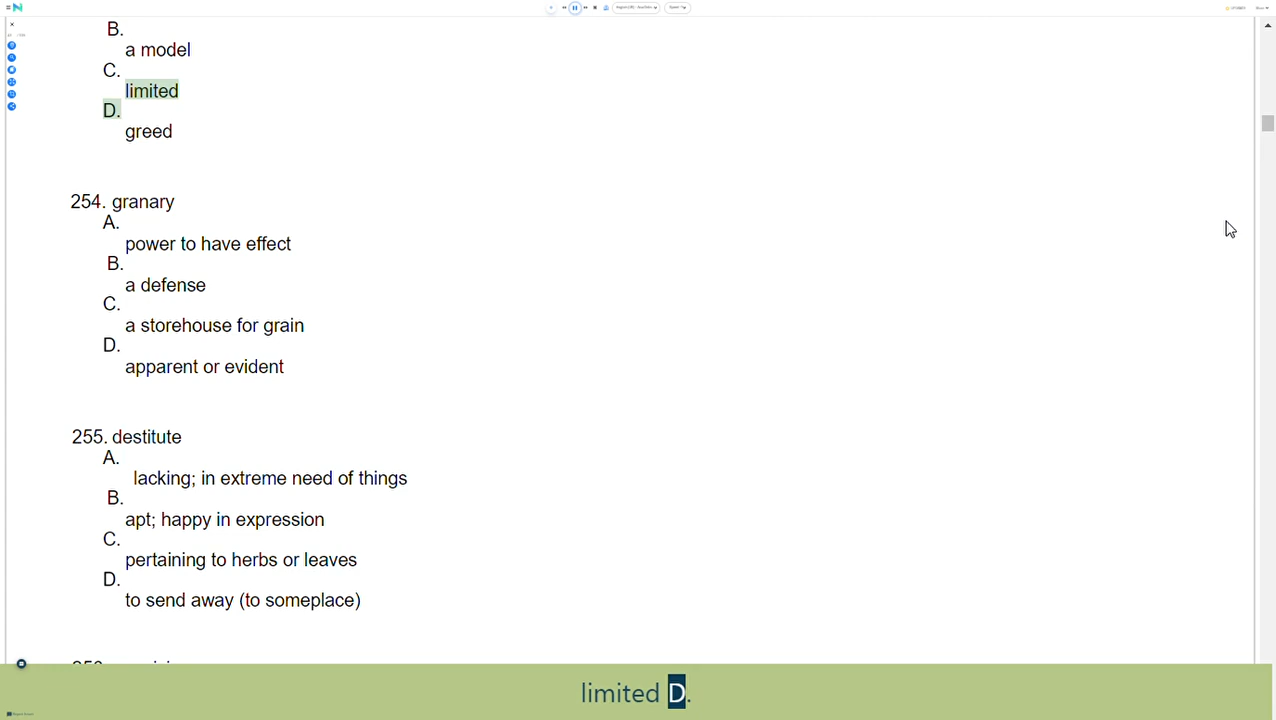 B.
a model
C.
limited
D.
greed
254. granary
A.
power to have effect
B.
a defense
C.
a storehouse for grain
D.
apparent or evident
255. destitute
A.
lacking; in extreme need of things
B.
apt; happy in expression
C.
pertaining to herbs or leaves
D.
to send away (to someplace)
limited D.